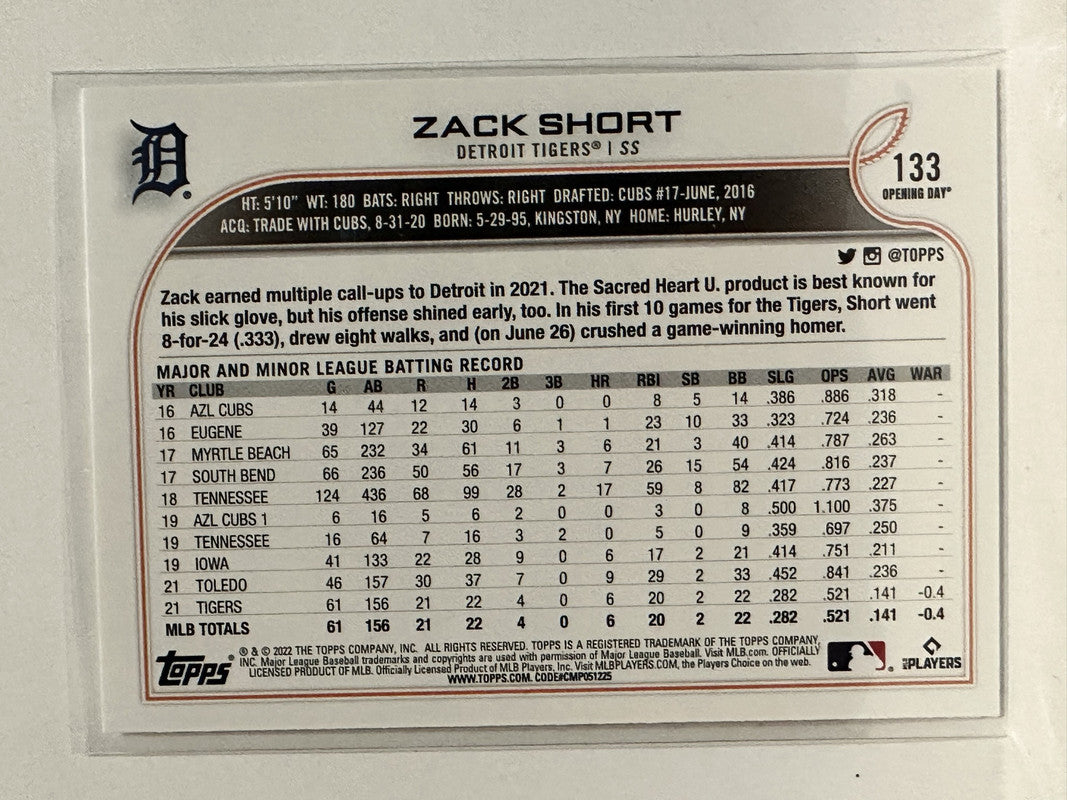 ZACK SHORT
DETROIT TIGERS® | SS
133
OPENING DAY®
HT: 5'10" WT: 180 BATS: RIGHT THROWS: RIGHT DRAFTED: CUBS #17-JUNE, 2016
ACQ: TRADE WITH CUBS, 8-31-20 BORN: 5-29-95, KINGSTON, NY HOME: HURLEY, NY
@TOPPS
Zack earned multiple call-ups to Detroit in 2021. The Sacred Heart U. product is best known for
his slick glove, but his offense shined early, too. In his first 10 games for the Tigers, Short went
8-for-24 (.333), drew eight walks, and (on June 26) crushed a game-winning homer.
MAJOR AND MINOR LEAGUE BATTING RECORD
YR CLUB G AB R H 2B 3B HR RBI SB BB SLG OPS AVG WAR
16 AZL CUBS 14 44 12 14 3 0 0 8 5 14 .386 .886 .318 -
16 EUGENE 39 127 22 30 6 1 1 23 10 33 .323 .724 .236 -
17 MYRTLE BEACH 65 232 34 61 11 3 6 21 3 40 .414 .787 .263 -
17 SOUTH BEND 66 236 50 56 17 3 7 26 15 54 .424 .816 .237 -
18 TENNESSEE 124 436 68 99 28 2 17 59 8 82 .417 .773 .227 -
19 AZL CUBS 1 6 16 5 6 2 0 0 3 0 8 .500 1.100 .375 -
19 TENNESSEE 16 64 7 16 3 2 0 5 0 9 .359 .697 .250 -
19 IOWA 41 133 22 28 9 0 6 17 2 21 .414 .751 .211 -
21 TOLEDO 46 157 30 37 7 0 9 29 2 33 .452 .841 .236 -
21 TIGERS 61 156 21 22 4 0 6 20 2 22 .282 .521 .141 -0.4
MLB TOTALS 61 156 21 22 4 0 6 20 2 22 .282 .521 .141 -0.4
Topps®
® & © 2022 THE TOPPS COMPANY, INC. ALL RIGHTS RESERVED. TOPPS IS A REGISTERED TRADEMARK OF THE TOPPS COMPANY,
INC. Major League Baseball trademarks and copyrights are used with permission of Major League Baseball. Visit MLB.com. OFFICIALLY
LICENSED PRODUCT OF MLB. Officially Licensed Product of MLB Players, Inc. Visit MLBPLAYERS.COM, the Players Choice on the web.
WWW.TOPPS.COM. CODE#CMP051225
MLB PLAYERS